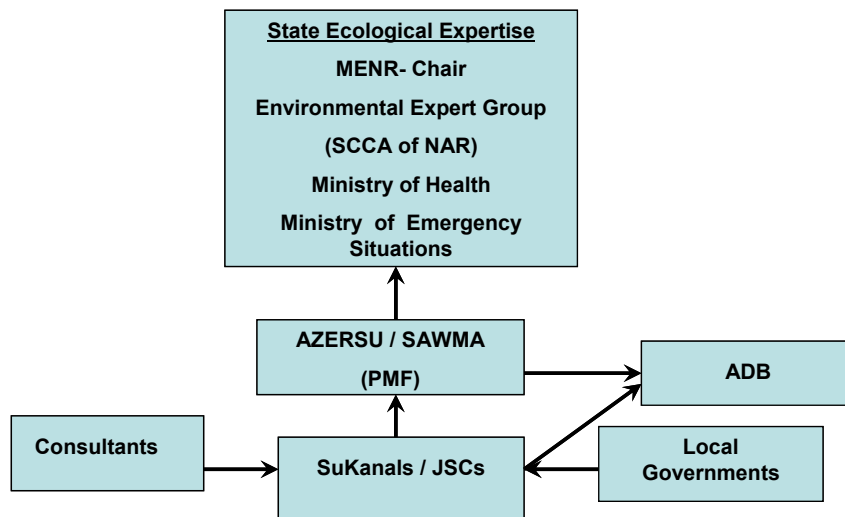 State Ecological Expertise
MENR- Chair
Environmental Expert Group
(SCCA of NAR)
Ministry of Health
Ministry of Emergency
Situations
AZERSU / SAWMA
(PMF)
ADB
Consultants
SuKanals / JSCs
Local
Governments